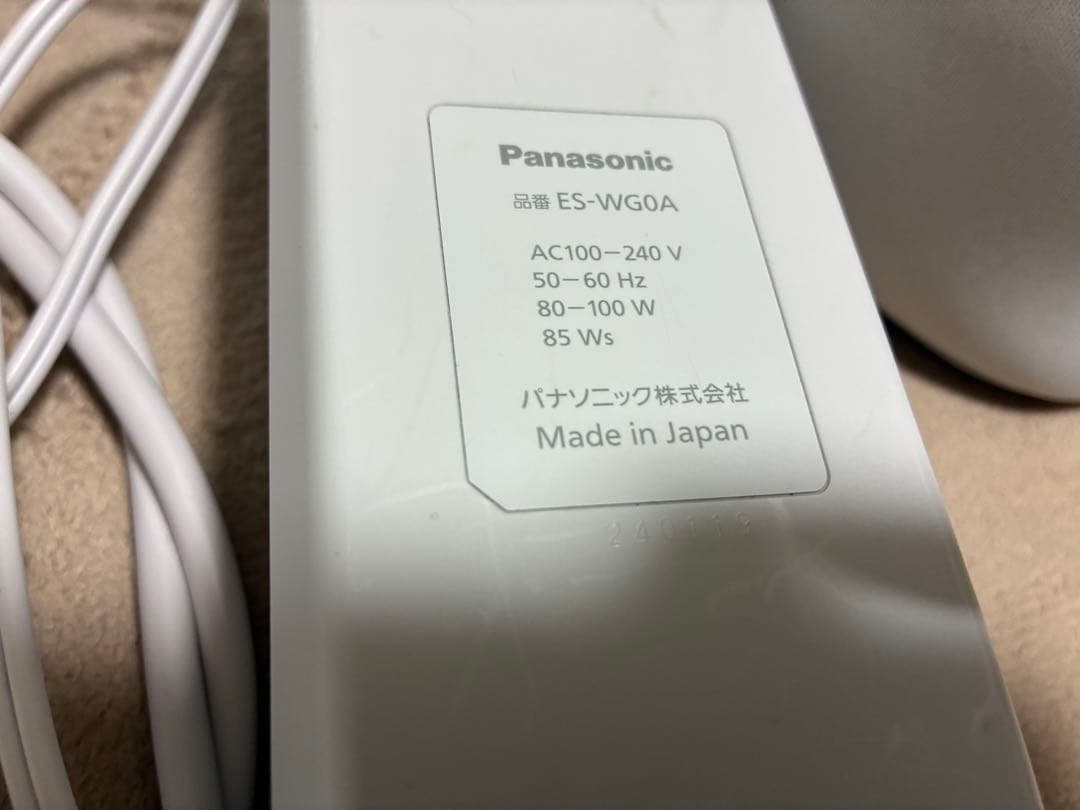 Panasonic
品番 ES-WG0A
AC100-240 V
50-60 Hz
80-100 W
85 Ws
パナソニック株式会社
Made in Japan
240119